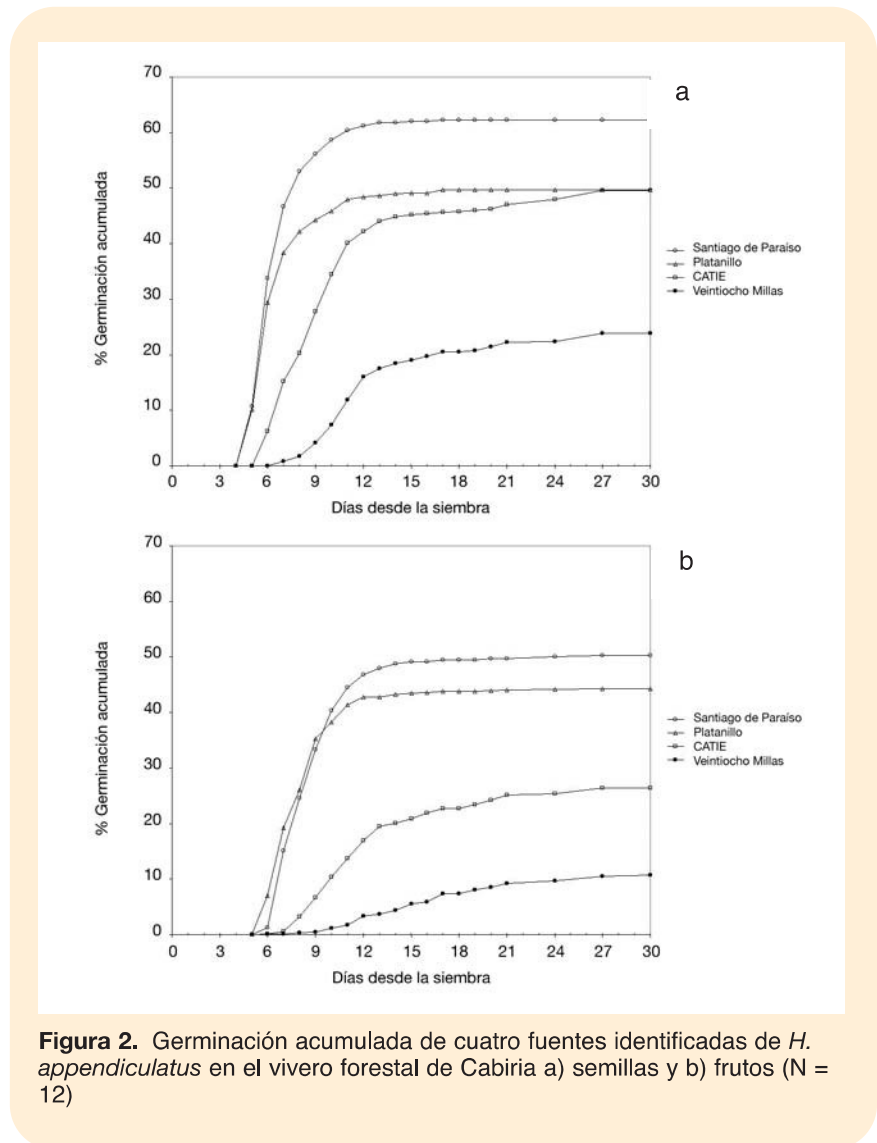 a
70
60
50
40
30
20
10
0
% Germinación acumulada
0 3 6 9 12 15 18 21 24 27 30
Días desde la siembra
Santiago de Paraíso
Platanillo
CATIE
Veintiocho Millas
b
70
60
50
40
30
20
10
0
% Germinación acumulada
0 3 6 9 12 15 18 21 24 27 30
Días desde la siembra
Santiago de Paraíso
Platanillo
CATIE
Veintiocho Millas
Figura 2. Germinación acumulada de cuatro fuentes identificadas de H.
appendiculatus en el vivero forestal de Cabiria a) semillas y b) frutos (N =
12)